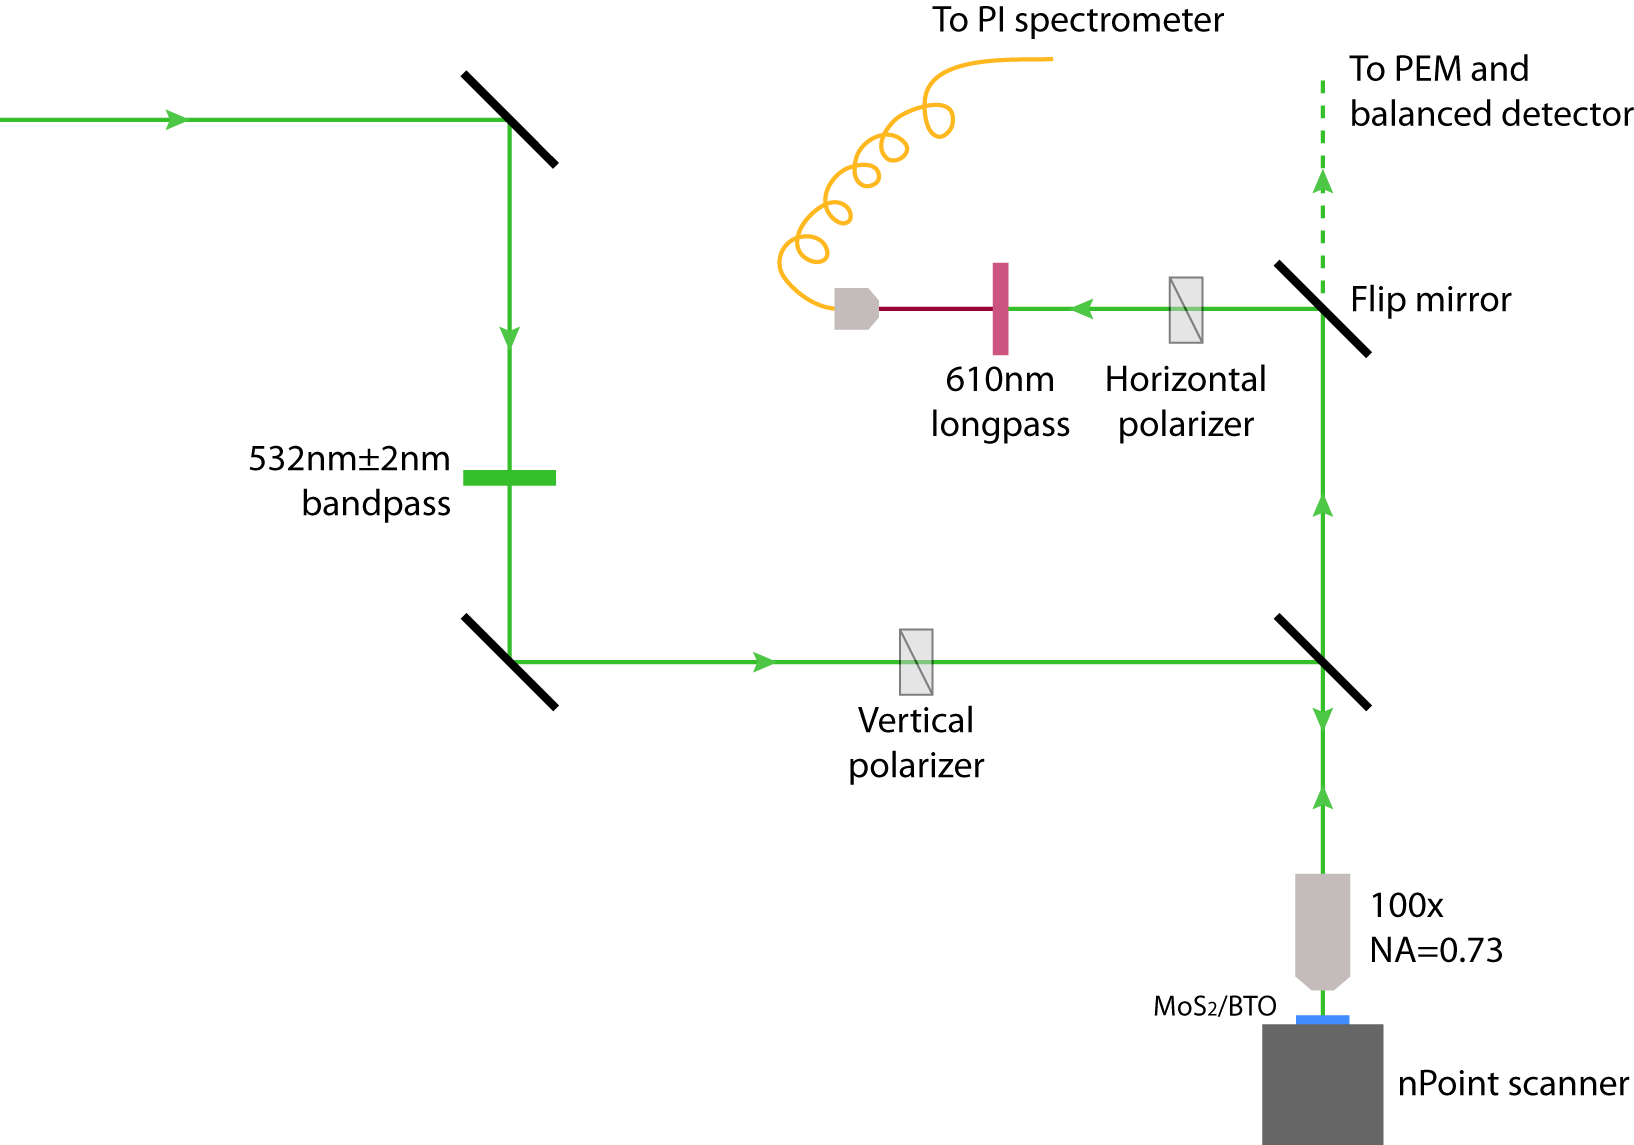 To PI spectrometer
To PEM and
balanced detector
Flip mirror
610nm
longpass
Horizontal
polarizer
532nm±2nm
bandpass
Vertical
polarizer
100x
NA=0.73
MoS₂/BTO
nPoint scanner